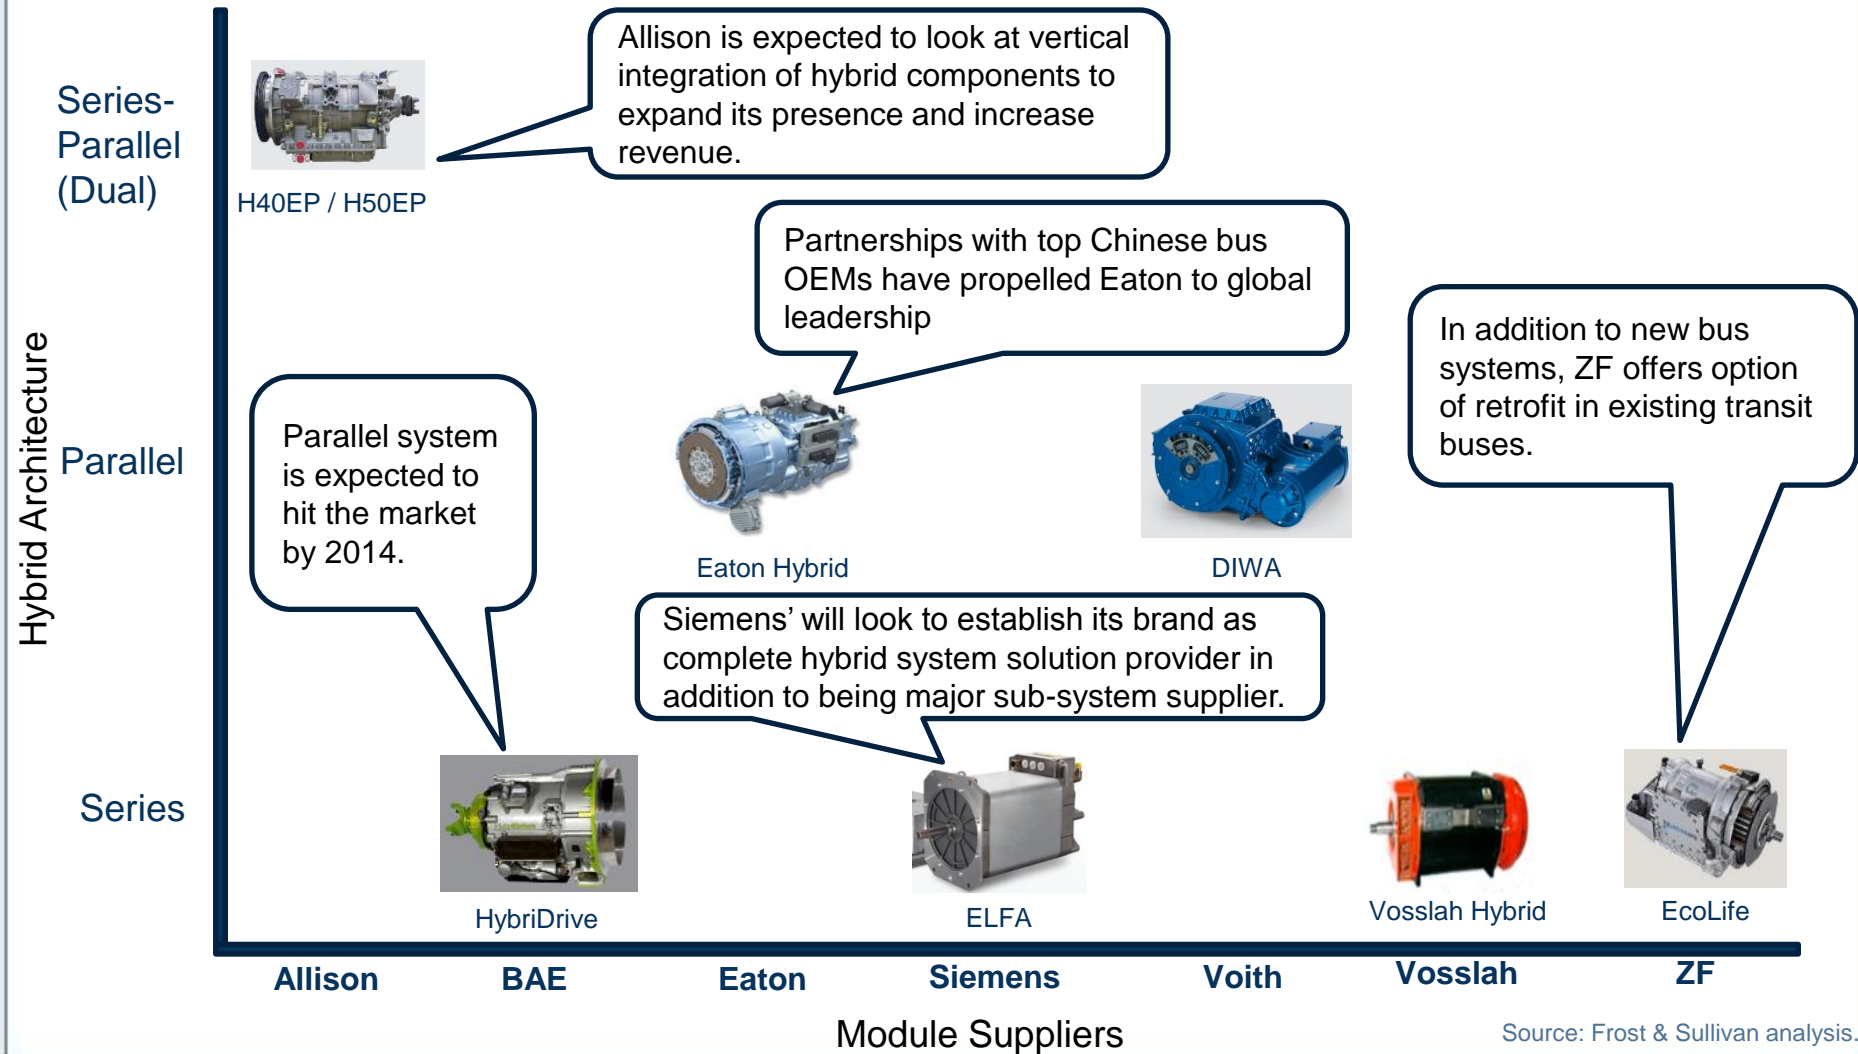 Allison is expected to look at vertical
integration of hybrid components to
expand its presence and increase
revenue.
Series-
Parallel
(Dual)
H40EP / H50EP
Partnerships with top Chinese bus
OEMs have propelled Eaton to global
leadership
In addition to new bus
systems, ZF offers option
of retrofit in existing transit
buses.
Hybrid Architecture
Parallel
Parallel system
is expected to
hit the market
by 2014.
Eaton Hybrid
DIWA
Siemens’ will look to establish its brand as
complete hybrid system solution provider in
addition to being major sub-system supplier.
Series
HybriDrive
ELFA
Vosslah Hybrid
EcoLife
Allison
BAE
Eaton
Siemens
Voith
Vosslah
ZF
Module Suppliers
Source: Frost & Sullivan analysis.